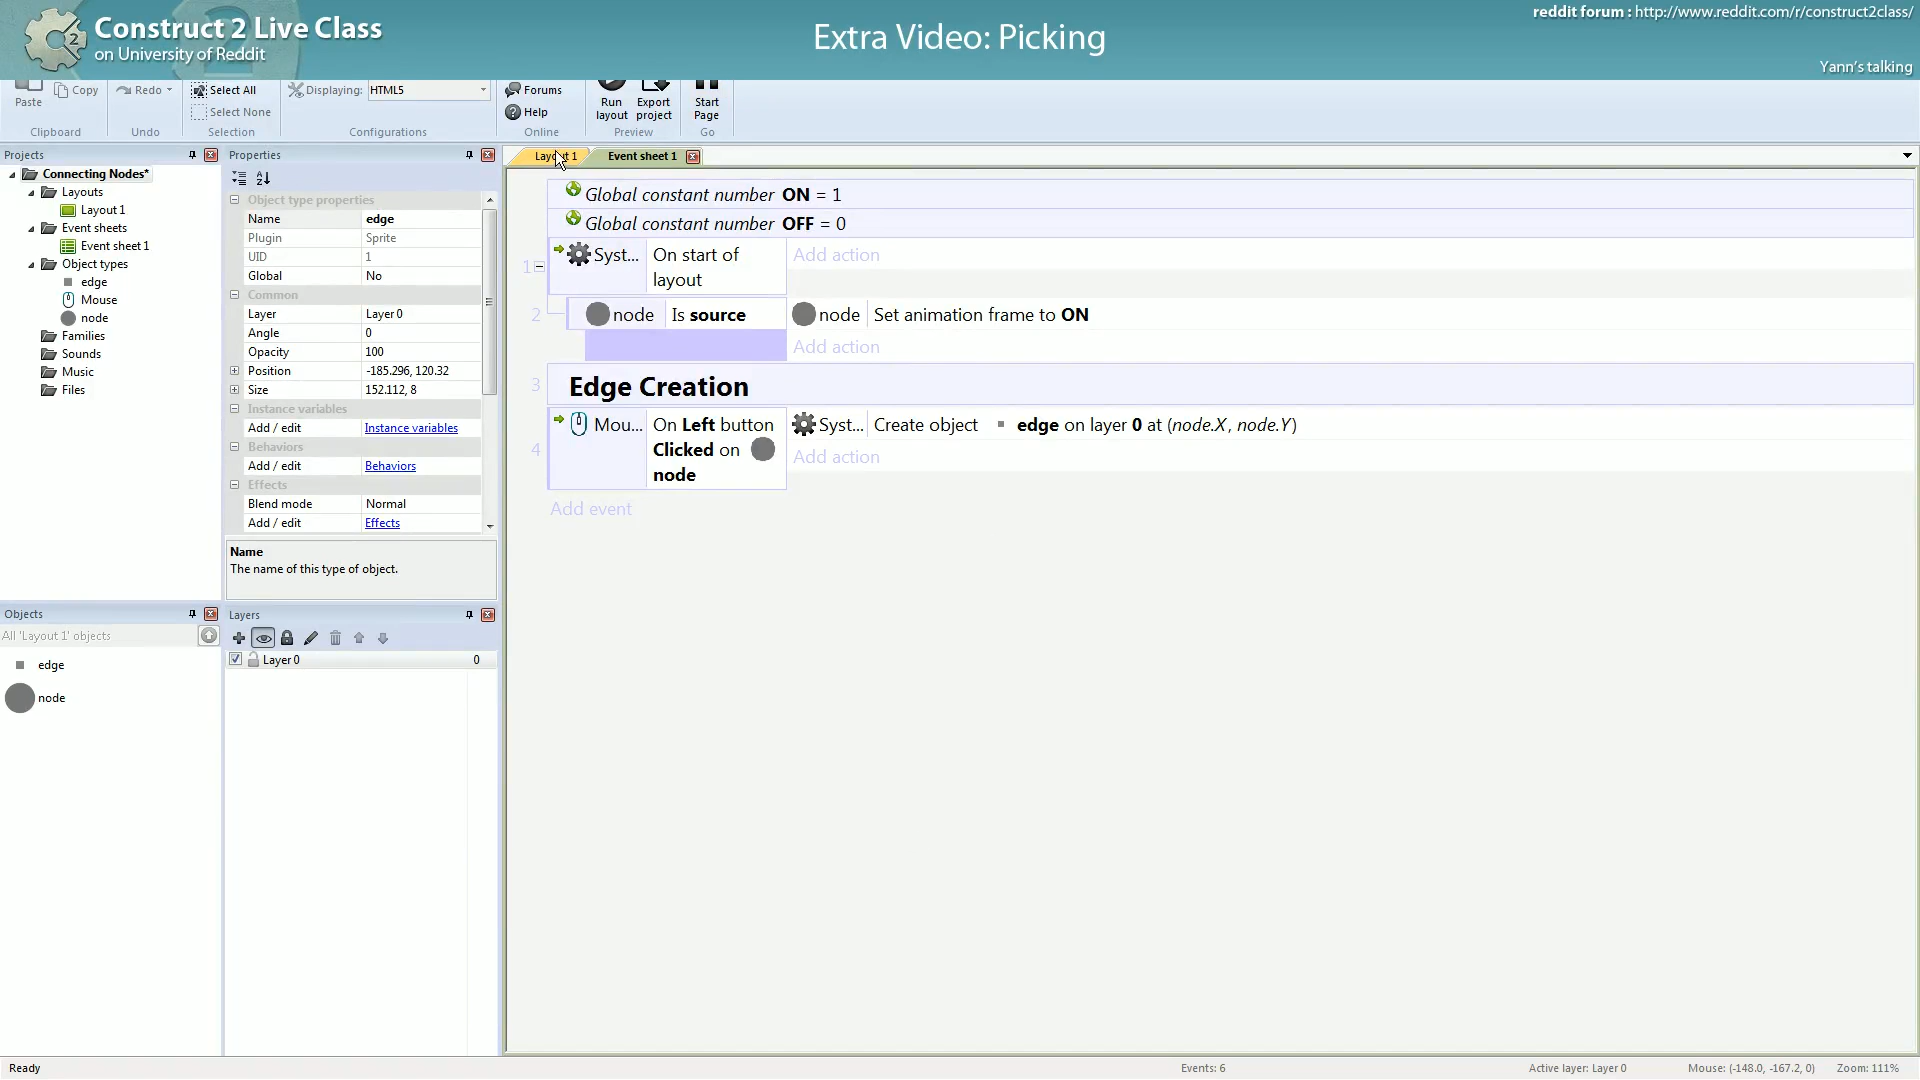 Construct 2 Live Class
on University of Reddit
Extra Video: Picking
reddit forum : http://www.reddit.com/r/construct2class/
Yann's talking
Paste
Copy
Clipboard
Redo
Undo
Select All
Select None
Selection
Displaying: HTML5
Configurations
Forums
Help
Online
Run layout
Export project
Preview
Start Page
Go
Projects
Connecting Nodes*
Layouts
Layout 1
Event sheets
Event sheet 1
Object types
edge
Mouse
node
Families
Sounds
Music
Files
Properties
Object type properties
Name edge
Plugin Sprite
UID 1
Global No
Common
Layer Layer 0
Angle 0
Opacity 100
Position -185.296, 120.32
Size 152.112, 8
Instance variables
Add / edit Instance variables
Behaviors
Add / edit Behaviors
Effects
Blend mode Normal
Add / edit Effects
Name
The name of this type of object.
Objects
All 'Layout 1' objects
edge
node
Layers
Layer 0 0
Layout 1
Event sheet 1
Global constant number ON = 1
Global constant number OFF = 0
1 Syst... On start of
layout
Add action
2 node Is source node Set animation frame to ON
Add action
3 Edge Creation
4 Mou... On Left button
Clicked on
node
Syst... Create object edge on layer 0 at (node.X, node.Y)
Add action
Add event
Ready
Events: 6
Active layer: Layer 0
Mouse: (-148.0, -167.2, 0)
Zoom: 111%